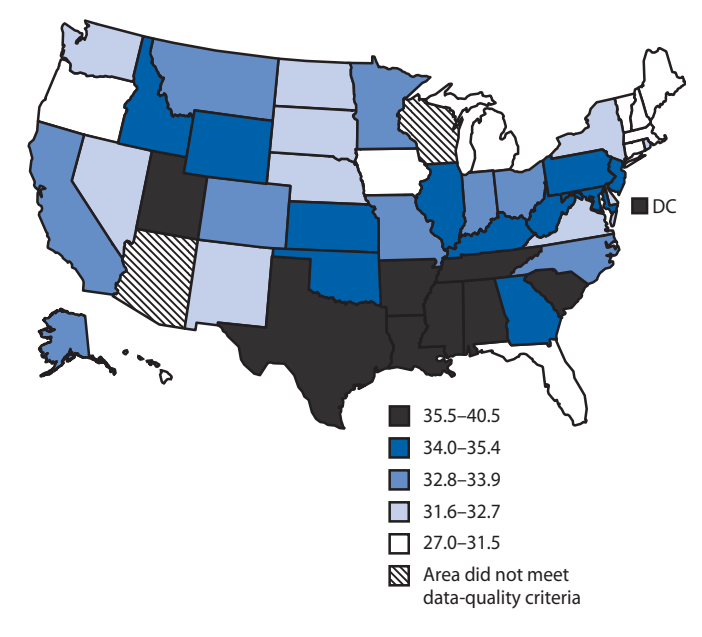 DC
35.5–40.5
34.0–35.4
32.8–33.9
31.6–32.7
27.0–31.5
Area did not meet
data-quality criteria